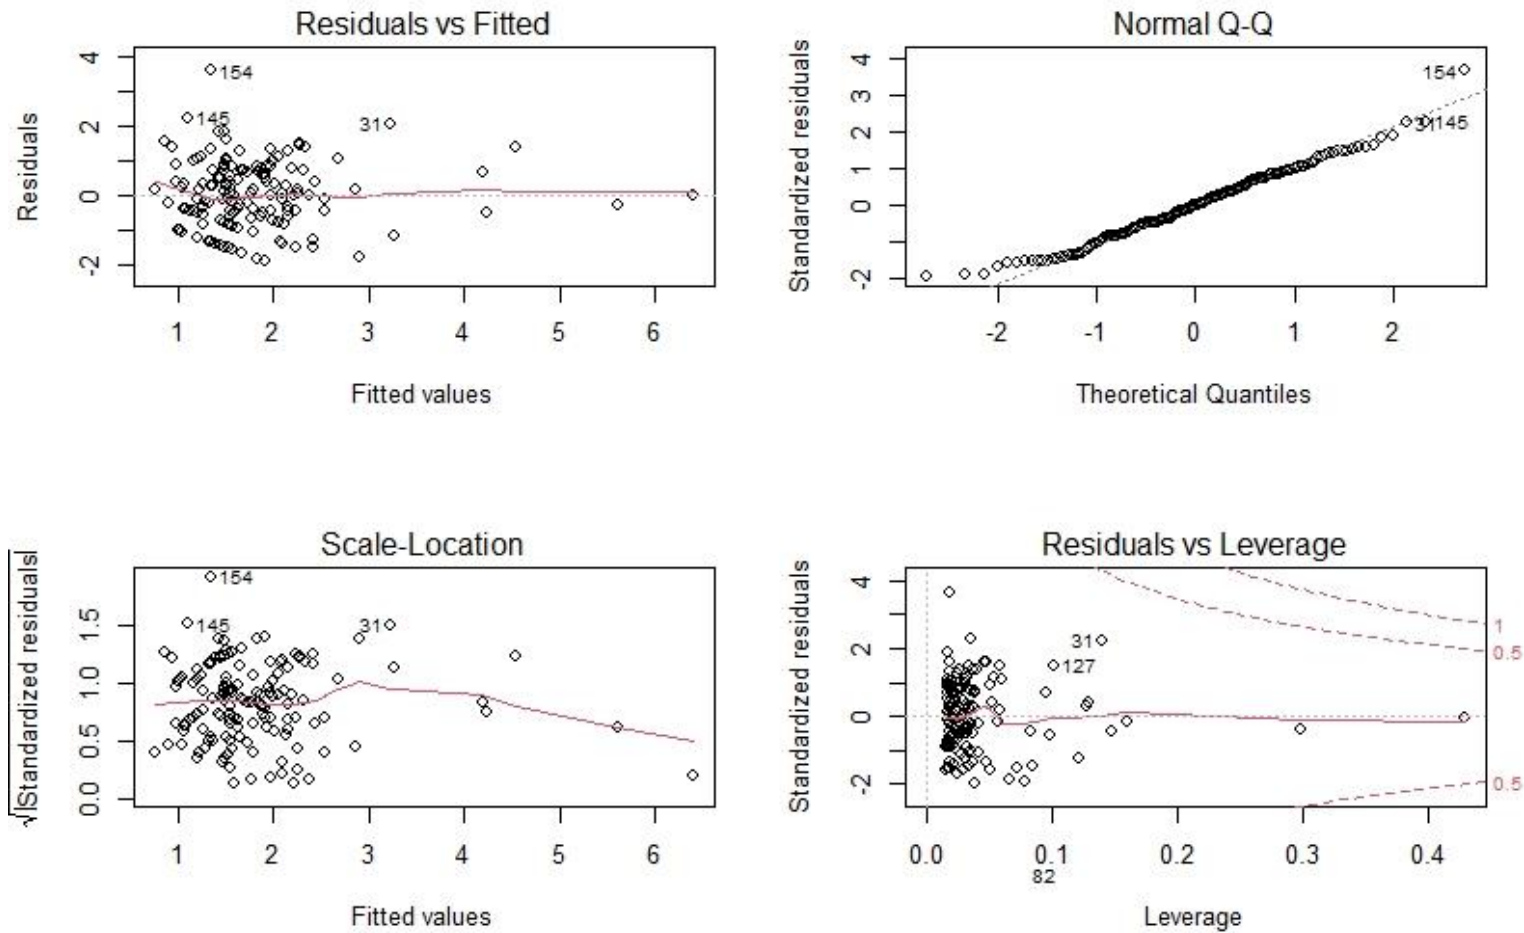 Residuals vs Fitted
Residuals
4
2
0
-2
154
145
31
1 2 3 4 5 6
Fitted values
Normal Q-Q
Standardized residuals
4
3
2
1
0
-2
154
31
145
-2 -1 0 1 2
Theoretical Quantiles
Scale-Location
√|Standardized residuals|
1.5
1.0
0.5
0.0
154
145
31
1 2 3 4 5 6
Fitted values
Residuals vs Leverage
Standardized residuals
4
2
0
-2
31
127
1
0.5
0.5
0.0 0.1 0.2 0.3 0.4
82
Leverage